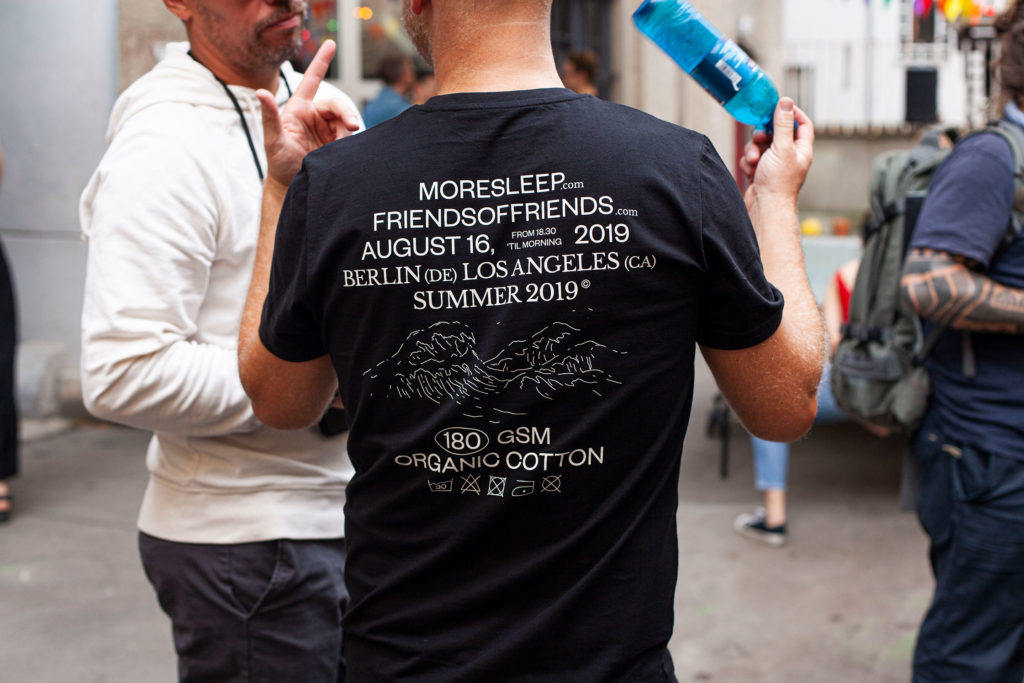 MORESLEEP.com
FRIENDSOFFRIENDS.com
AUGUST 16, FROM 18.30 'TIL MORNING 2019
BERLIN (DE) LOS ANGELES (CA)
SUMMER 2019©
180 GSM
ORGANIC COTTON
30